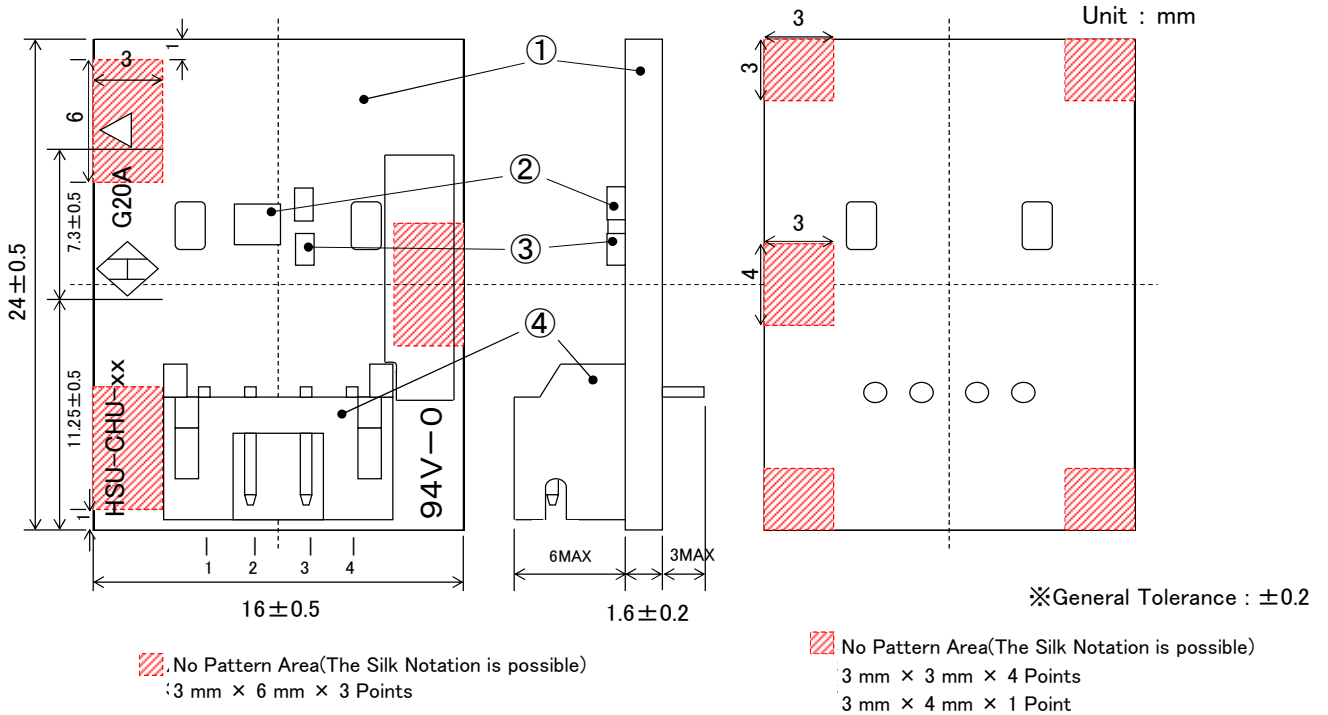 Unit : mm
1
3
6
7.3±0.5
24±0.5
11.25±0.5
1
G20A
H
HSU-CHU-xx
94V-0
①
②
③
④
1 2 3 4
16±0.5
6MAX
3MAX
1.6±0.2
3
3
3
4
※General Tolerance : ±0.2
No Pattern Area(The Silk Notation is possible)
3 mm × 6 mm × 3 Points
No Pattern Area(The Silk Notation is possible)
3 mm × 3 mm × 4 Points
3 mm × 4 mm × 1 Point